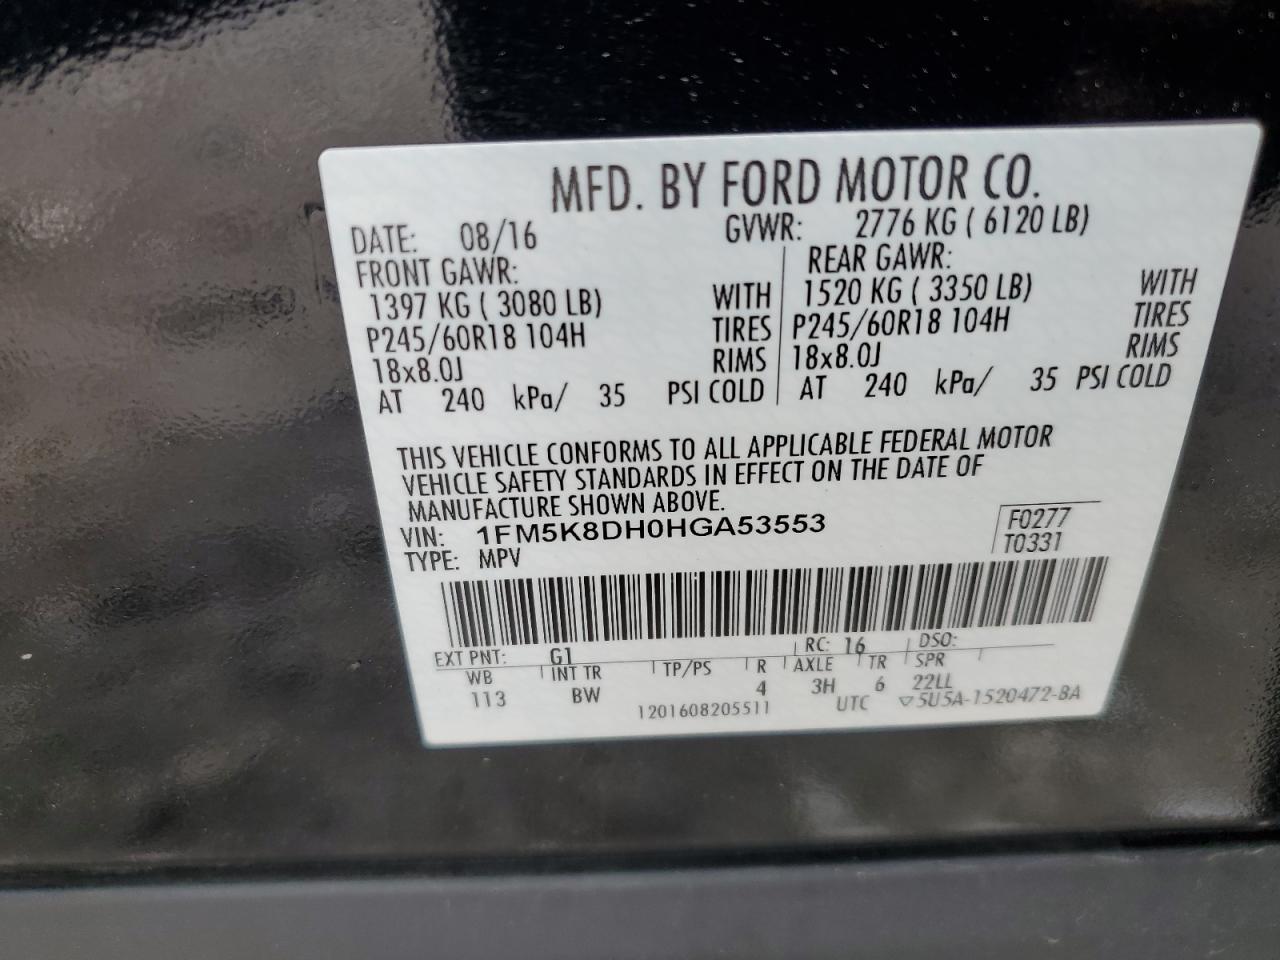 MFD. BY FORD MOTOR CO.
DATE: 08/16 GVWR: 2776 KG ( 6120 LB)
FRONT GAWR: REAR GAWR:
1397 KG ( 3080 LB) WITH 1520 KG ( 3350 LB) WITH
P245/60R18 104H TIRES P245/60R18 104H TIRES
18x8.0J RIMS 18x8.0J RIMS
AT 240 kPa/ 35 PSI COLD AT 240 kPa/ 35 PSI COLD
THIS VEHICLE CONFORMS TO ALL APPLICABLE FEDERAL MOTOR
VEHICLE SAFETY STANDARDS IN EFFECT ON THE DATE OF
MANUFACTURE SHOWN ABOVE.
VIN: 1FM5K8DH0HGA53553 F0277
TYPE: MPV T0331
EXT PNT: G1 RC: 16 DSO:
WB INT TR TP/PS R AXLE TR SPR
113 BW 4 3H 6 22LL
1201608205511 UTC ▽5U5A-1520472-BA